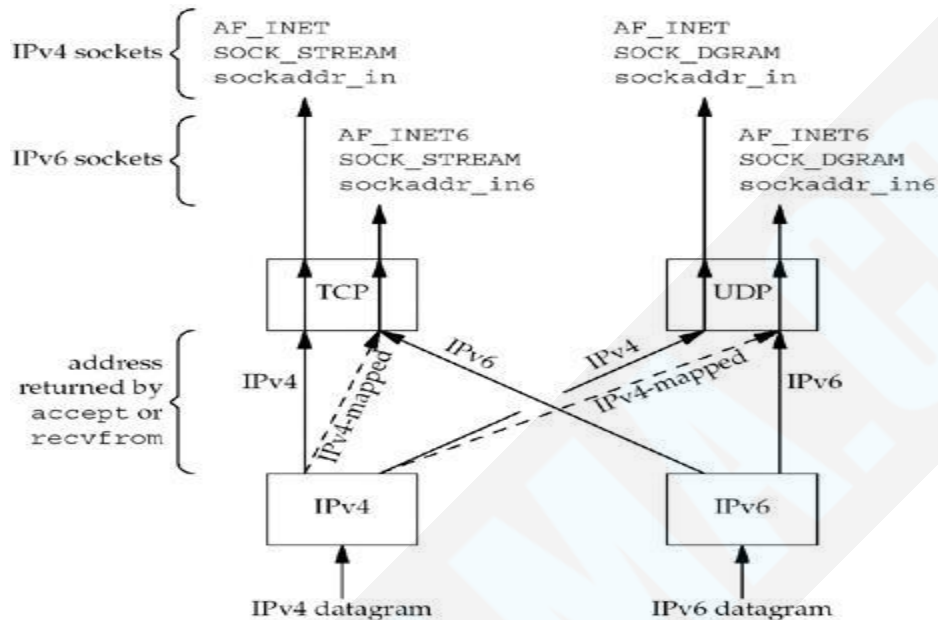 IPv4 sockets
AF_INET
SOCK_STREAM
sockaddr_in
AF_INET
SOCK_DGRAM
sockaddr_in
IPv6 sockets
AF_INET6
SOCK_STREAM
sockaddr_in6
AF_INET6
SOCK_DGRAM
sockaddr_in6
TCP
UDP
address
returned by
accept or
recvfrom
IPv4
IPv4-mapped
IPv6
IPv4
IPv4-mapped
IPv6
IPv4
IPv6
IPv4 datagram
IPv6 datagram